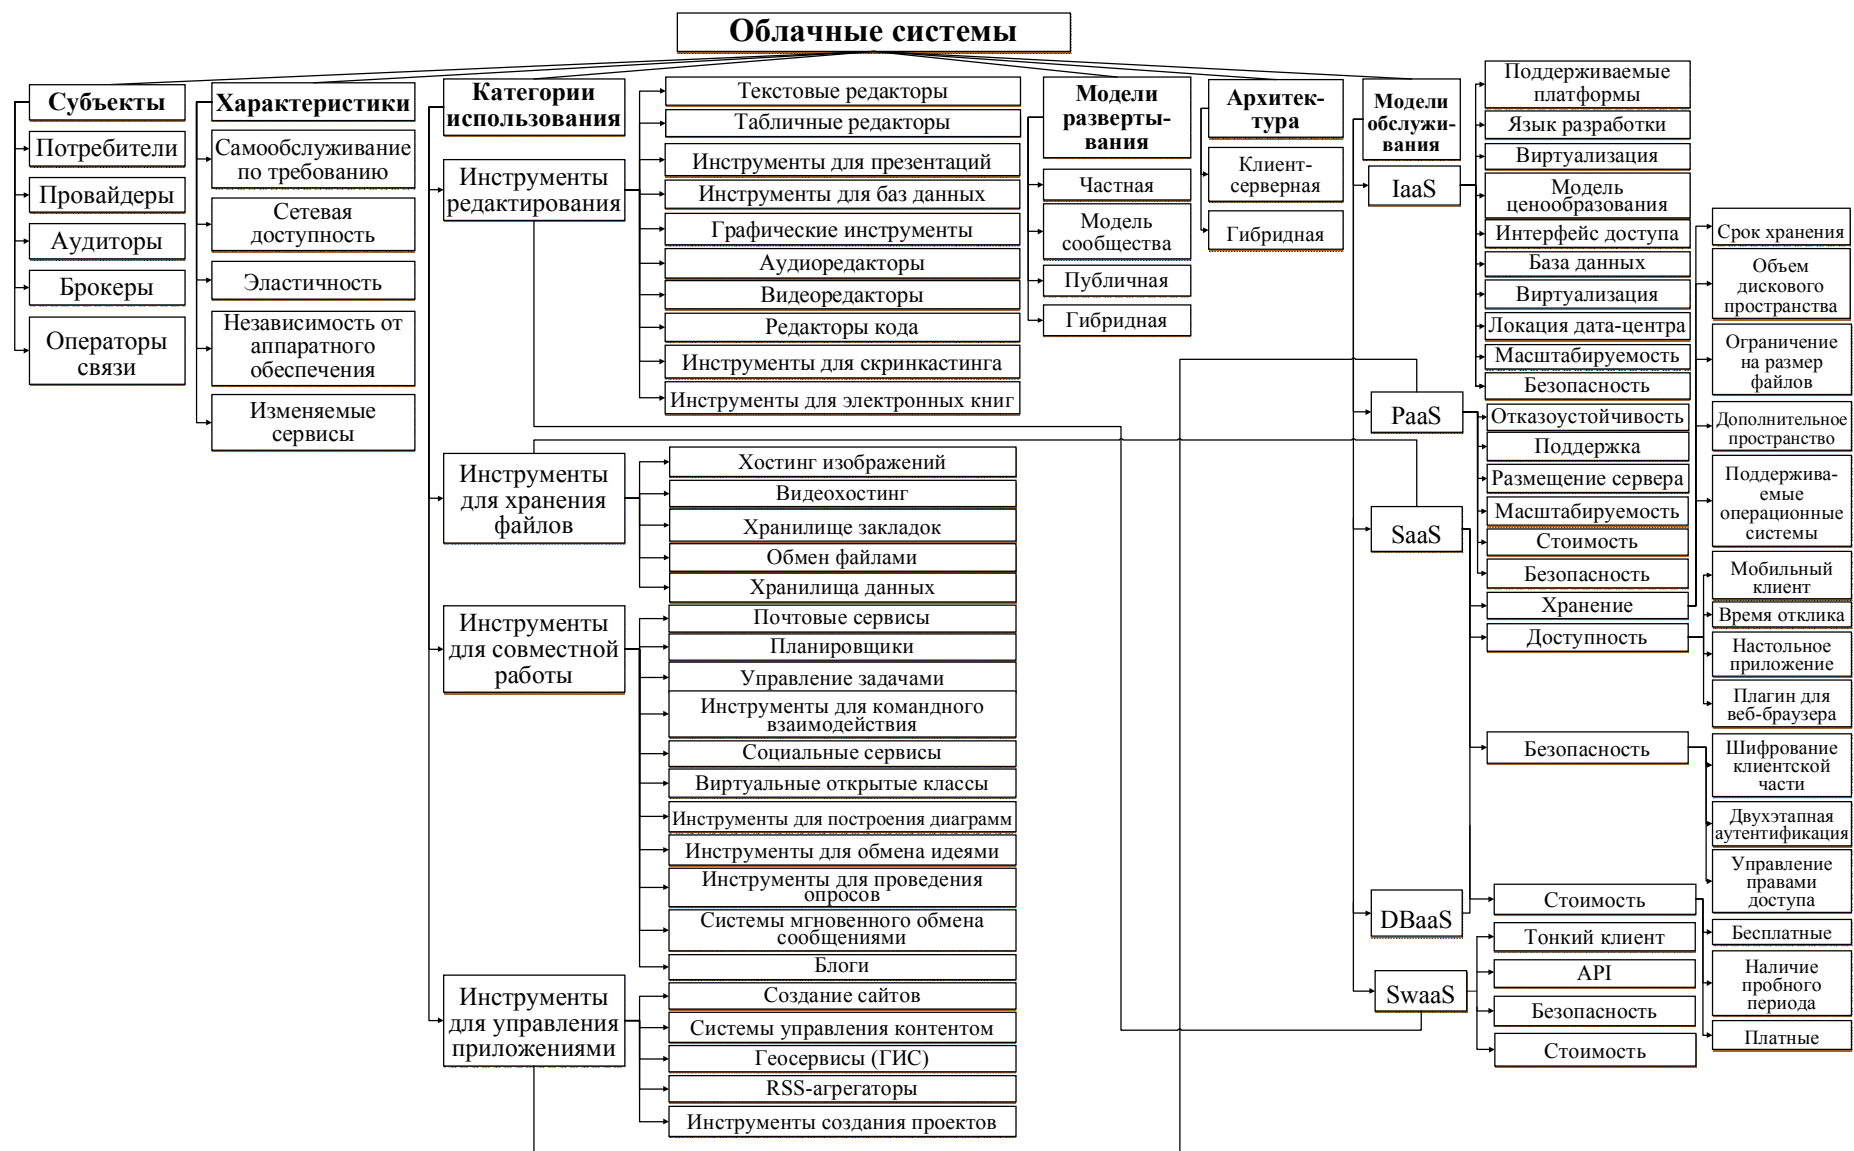 Облачные системы
Субъекты
Потребители
Провайдеры
Аудиторы
Брокеры
Операторы
связи
Характеристики
Самообслуживание
по требованию
Сетевая
доступность
Эластичность
Независимость от
аппаратного
обеспечения
Изменяемые
сервисы
Категории
использования
Инструменты
редактирования
Текстовые редакторы
Табличные редакторы
Инструменты для презентаций
Инструменты для баз данных
Графические инструменты
Аудиоредакторы
Видеоредакторы
Редакторы кода
Инструменты для скринкастинга
Инструменты для электронных книг
Инструменты
для хранения
файлов
Хостинг изображений
Видеохостинг
Хранилище закладок
Обмен файлами
Хранилища данных
Инструменты
для совместной
работы
Почтовые сервисы
Планировщики
Управление задачами
Инструменты для командного
взаимодействия
Социальные сервисы
Виртуальные открытые классы
Инструменты для построения диаграмм
Инструменты для обмена идеями
Инструменты для проведения
опросов
Системы мгновенного обмена
сообщениями
Блоги
Инструменты
для управления
приложениями
Создание сайтов
Системы управления контентом
Геосервисы (ГИС)
RSS-агрегаторы
Инструменты создания проектов
Модели
разверты-
вания
Частная
Модель
сообщества
Публичная
Гибридная
Архитек-
тура
Клиент-
серверная
Гибридная
Модели
обслужи-
вания
IaaS
Поддерживаемые
платформы
Язык разработки
Виртуализация
Модель
ценообразования
Интерфейс доступа
База данных
Виртуализация
Локация дата-центра
Масштабируемость
Безопасность
PaaS
Отказоустойчивость
Поддержка
Размещение сервера
Масштабируемость
Стоимость
Безопасность
SaaS
Хранение
Срок хранения
Объем
дискового
пространства
Ограничение
на размер
файлов
Дополнительное
пространство
Поддержива-
емые
операционные
системы
Доступность
Мобильный
клиент
Время отклика
Настольное
приложение
Плагин для
веб-браузера
Безопасность
Шифрование
клиентской
части
Двухэтапная
аутентификация
Управление
правами
доступа
DBaaS
Стоимость
Бесплатные
Наличие
пробного
периода
Платные
SwaaS
Тонкий клиент
API
Безопасность
Стоимость